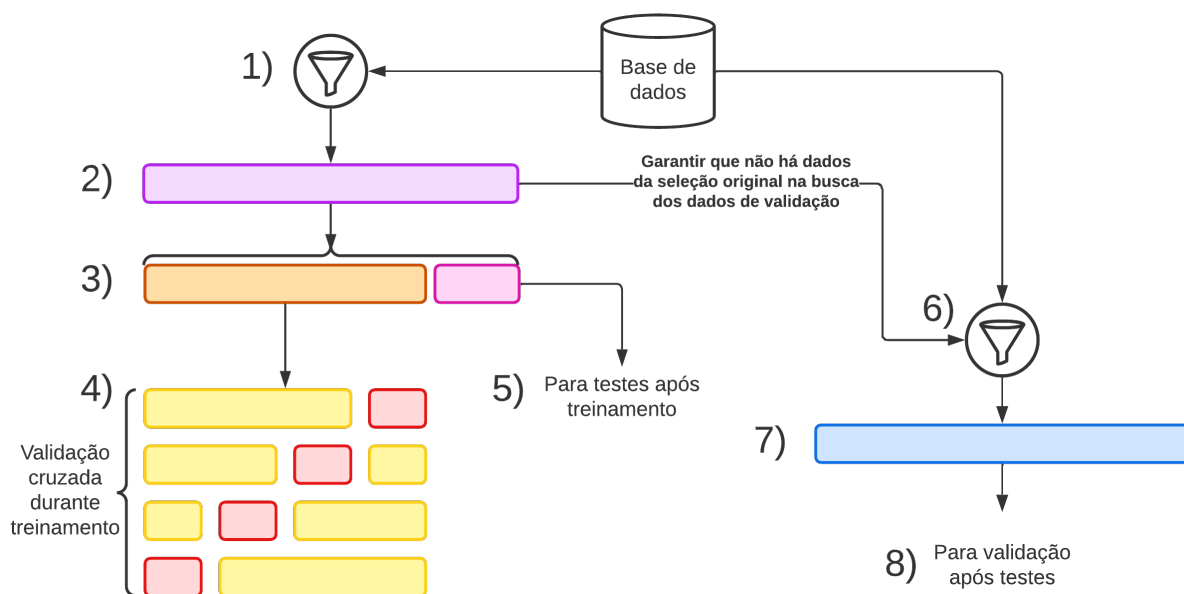 1)
Base de
dados
2)
Garantir que não há dados
da seleção original na busca
dos dados de validação
3)
6)
4)
5)
Para testes após
treinamento
Validação
cruzada
durante
treinamento
7)
8)
Para validação
após testes